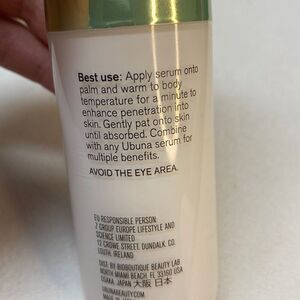 Best use: Apply serum onto
palm and warm to body
temperature for a minute to
enhance penetration into
skin. Gently pat onto skin
until absorbed. Combine
with any Ubuna serum for
multiple benefits.
AVOID THE EYE AREA.
EU RESPONSIBLE PERSON:
Z GROUP EUROPE LIFESTYLE AND
SCIENCE LIMITED
12 CROWE STREET, DUNDALK, CO.
LOUTH, IRELAND
DIST. BY BIOBOUTIQUE BEAUTY LAB
NORTH MIAMI BEACH, FL 33160 USA
OSAKA, JAPAN 大阪 日本
UBUNABEAUTY.COM